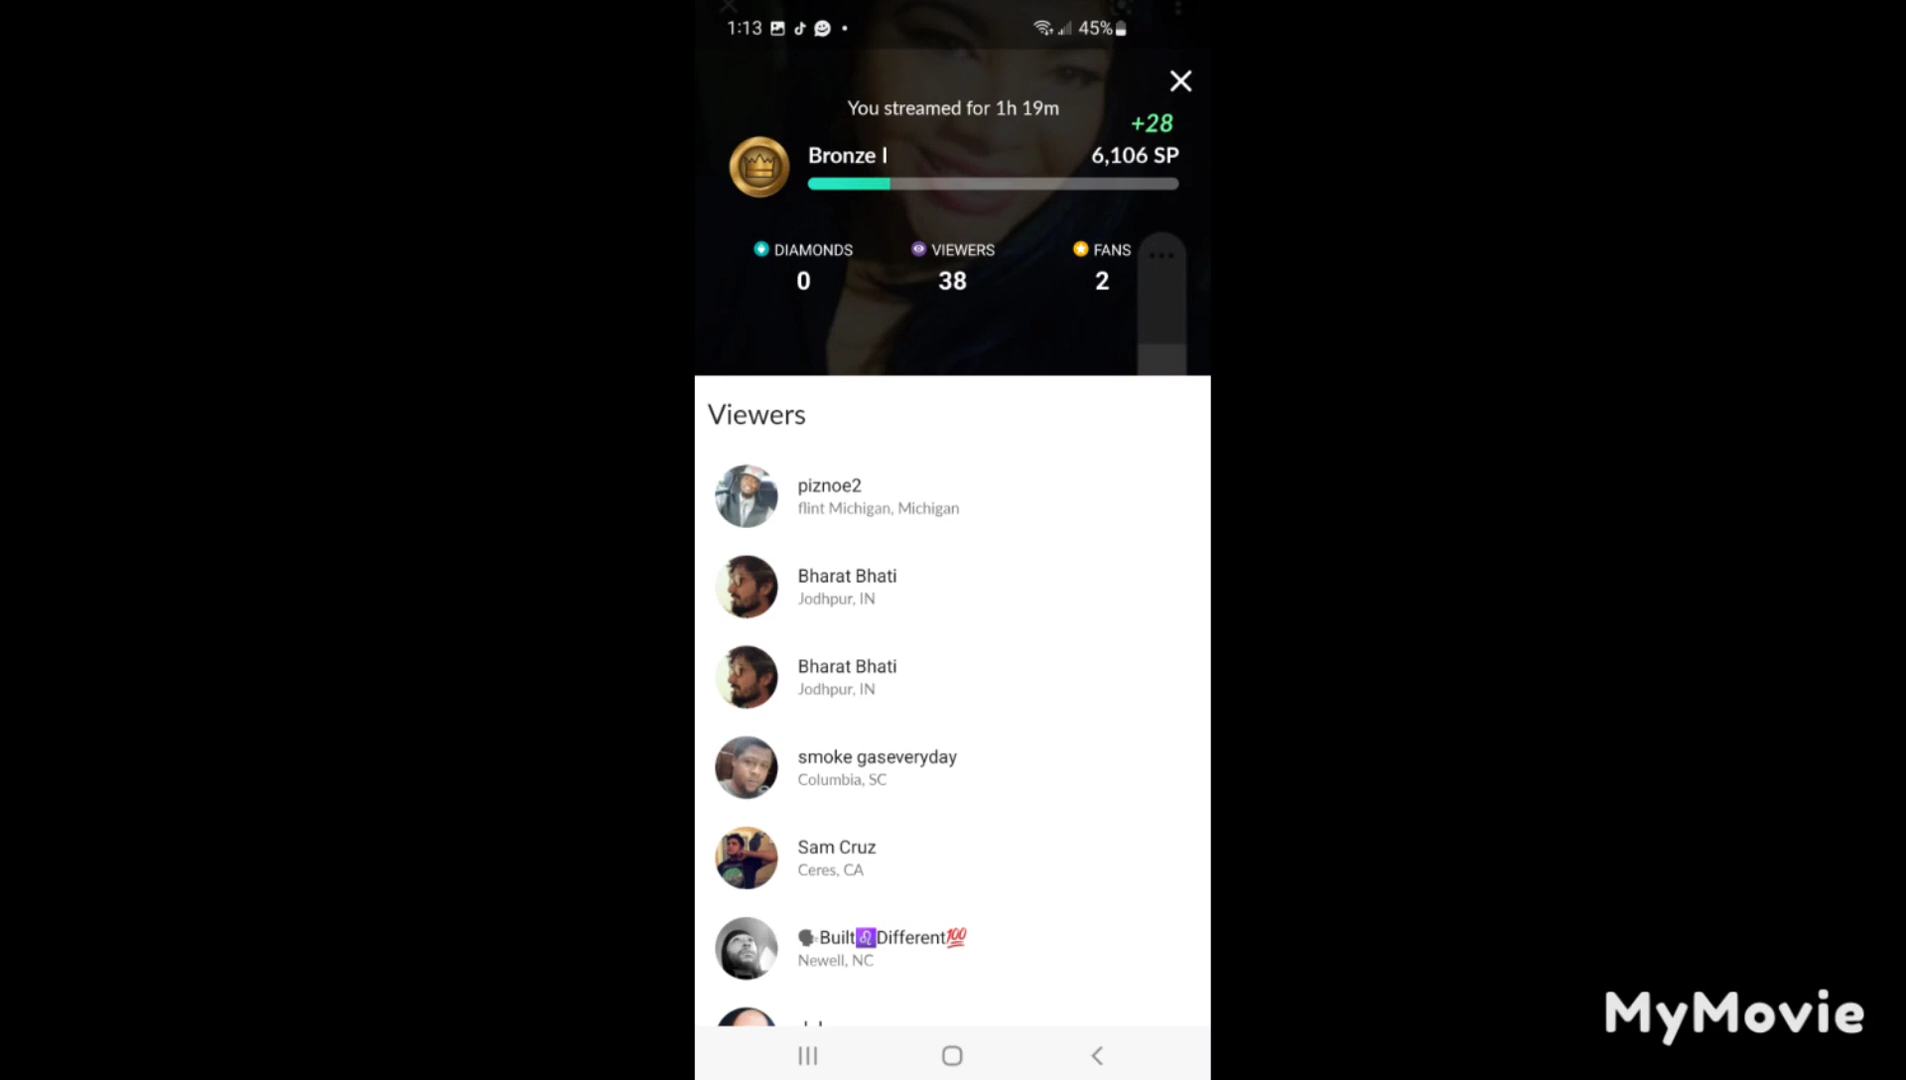 1:13
45%
You streamed for 1h 19m
+28
Bronze I
6,106 SP
DIAMONDS
VIEWERS
FANS
0
38
2
Viewers
piznoe2
flint Michigan, Michigan
Bharat Bhati
Jodhpur, IN
Bharat Bhati
Jodhpur, IN
smoke gaseveryday
Columbia, SC
Sam Cruz
Ceres, CA
🗣Built♌Different💯
Newell, NC
MyMovie